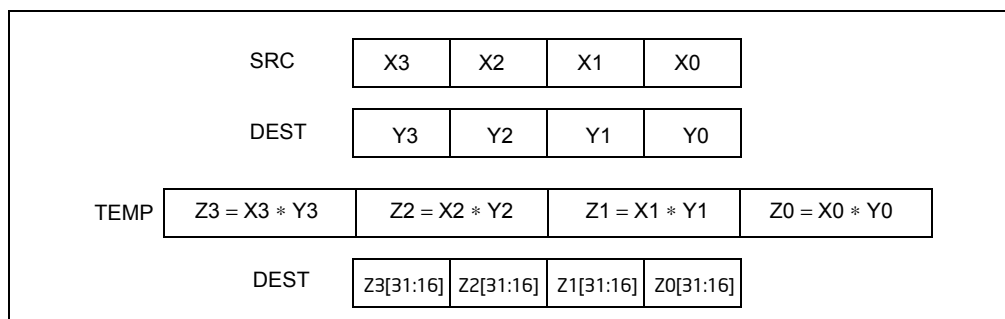 SRC X3 X2 X1 X0
DEST Y3 Y2 Y1 Y0
TEMP Z3 = X3 ∗ Y3 Z2 = X2 ∗ Y2 Z1 = X1 ∗ Y1 Z0 = X0 ∗ Y0
DEST Z3[31:16] Z2[31:16] Z1[31:16] Z0[31:16]